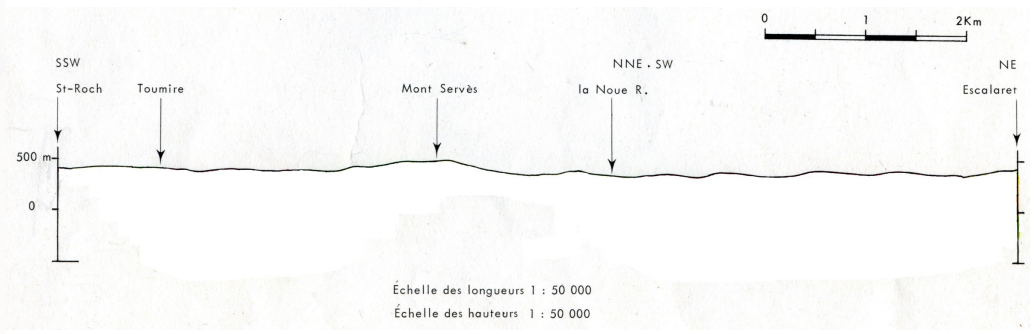 0 1 2Km
SSW NNE . SW NE
St-Roch Toumire Mont Servès la Noue R. Escalaret
500 m
0
Échelle des longueurs 1 : 50 000
Échelle des hauteurs 1 : 50 000